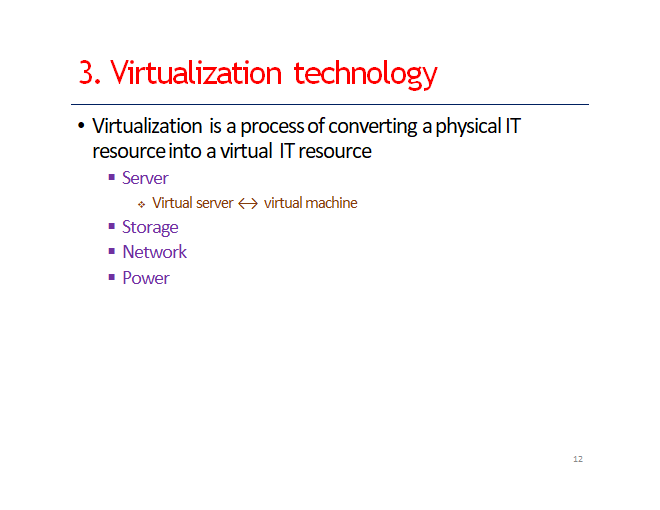 3. Virtualization technology
• Virtualization is a process of converting a physical IT
resource into a virtual IT resource
▪ Server
❖ Virtual server ↔ virtual machine
▪ Storage
▪ Network
▪ Power
12